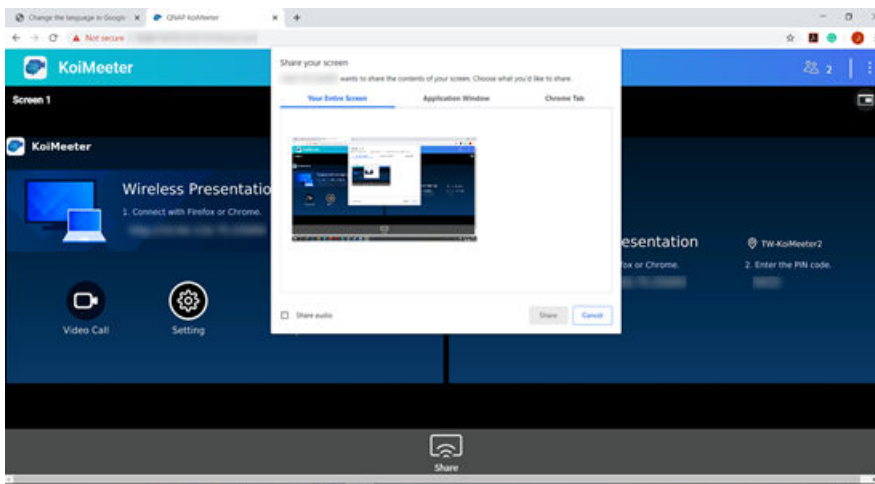 Change the language in Google
QNAP KoiMeeter
Not secure
KoiMeeter
2
Screen 1
KoiMeeter
Wireless Presentatio
1. Connect with Firefox or Chrome.
Video Call
Setting
Share your screen
wants to share the contents of your screen. Choose what you'd like to share.
Your Entire Screen
Application Window
Chrome Tab
Share audio
Share
Cancel
esentation
fox or Chrome.
TW-KoiMeeter2
2. Enter the PIN code.
Share